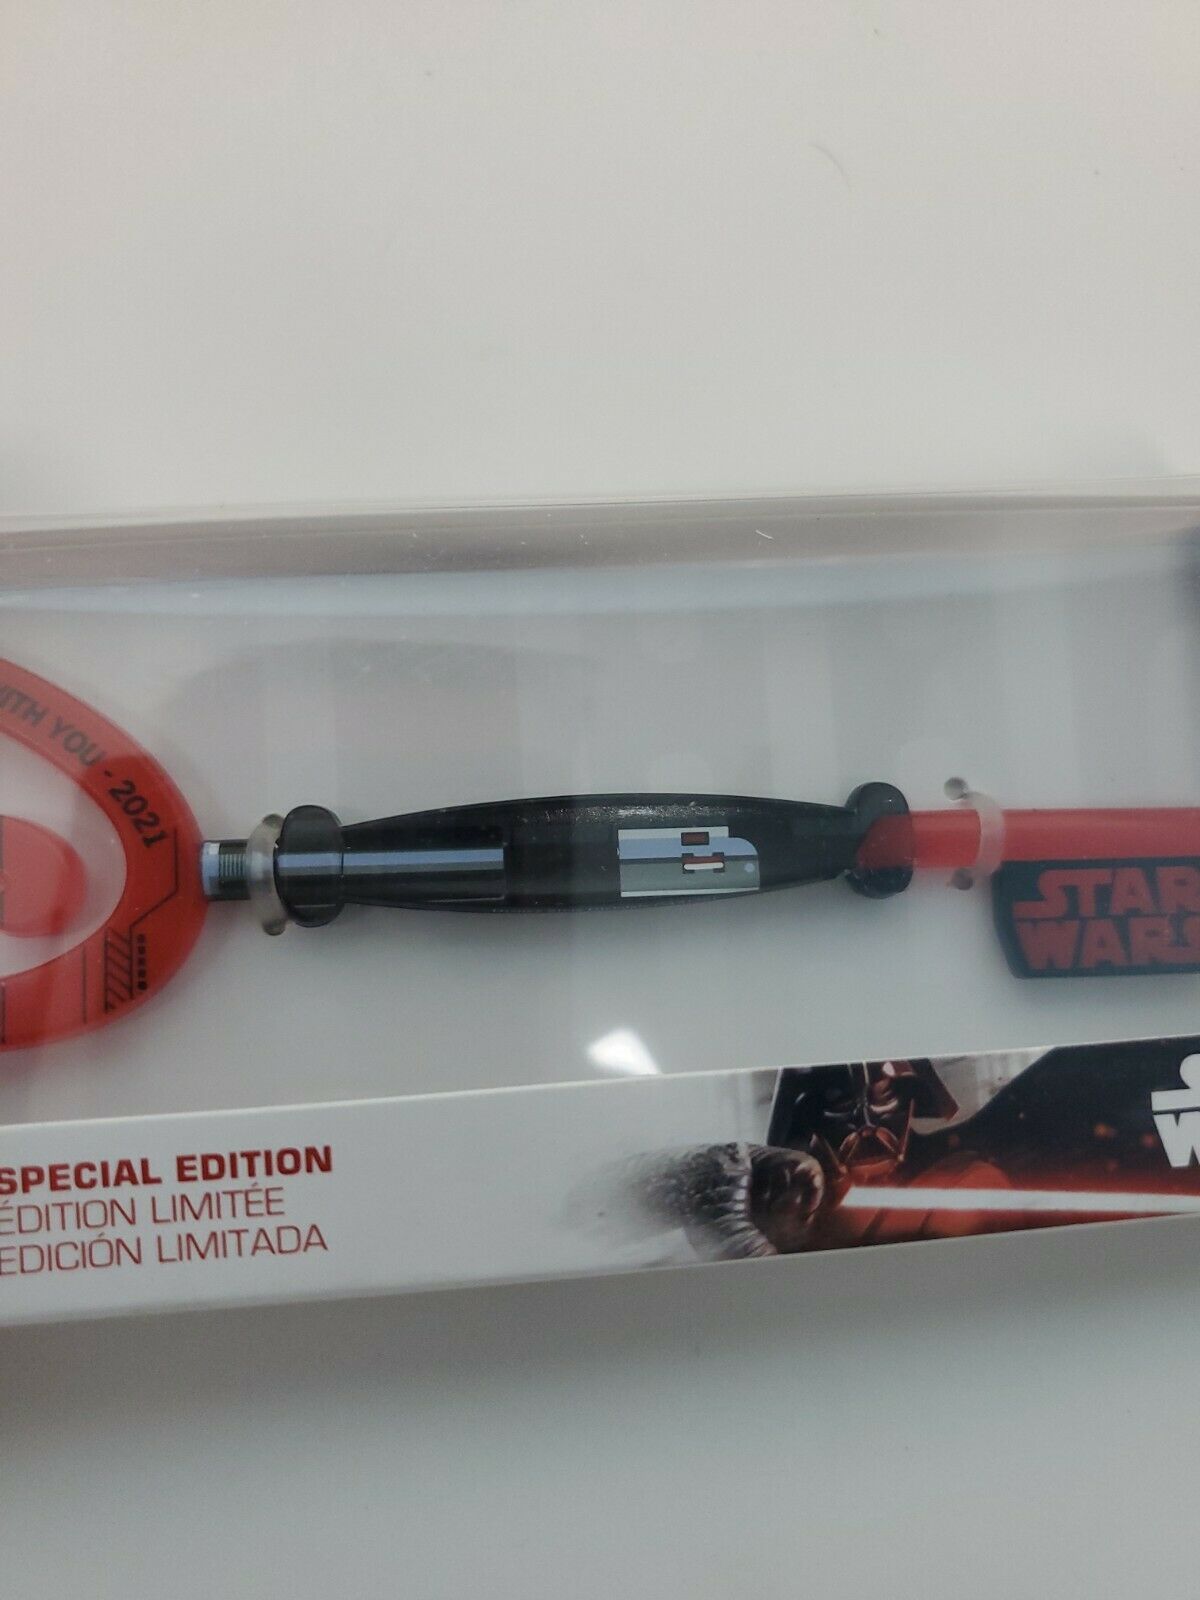 WITH YOU - 2021
STAR
WARS
SPECIAL EDITION
ÉDITION LIMITÉE
EDICIÓN LIMITADA
W